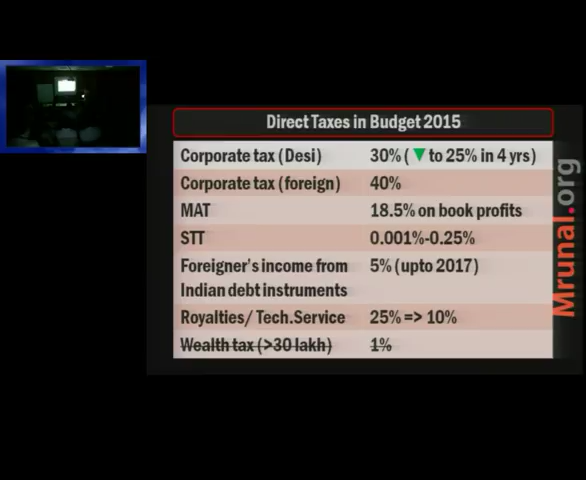 Direct Taxes in Budget 2015
Corporate tax (Desi) 30% ( ▼ to 25% in 4 yrs)
Corporate tax (foreign) 40%
MAT 18.5% on book profits
STT 0.001%-0.25%
Foreigner's income from 5% (upto 2017)
Indian debt instruments
Royalties/ Tech.Service 25% => 10%
Wealth tax (>30 lakh) 1%
Mrunal.org